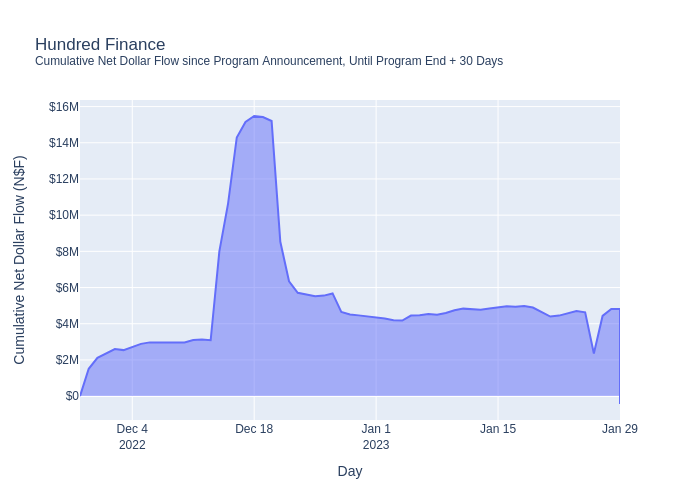 Hundred Finance
Cumulative Net Dollar Flow since Program Announcement, Until Program End + 30 Days
Cumulative Net Dollar Flow (N$F)
$16M
$14M
$12M
$10M
$8M
$6M
$4M
$2M
$0
Dec 4
2022
Dec 18
Jan 1
2023
Jan 15
Jan 29
Day